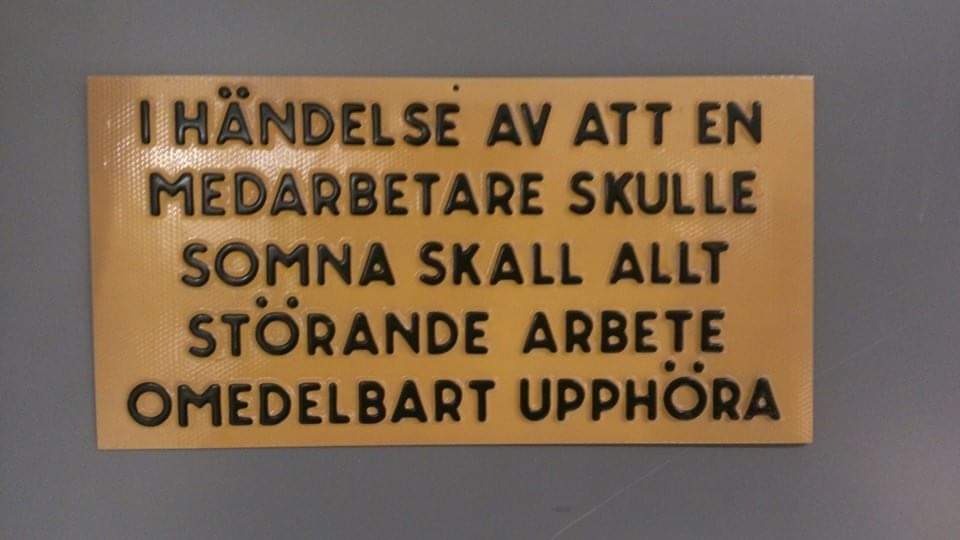 I HÄNDELSE AV ATT EN
MEDARBETARE SKULLE
SOMNA SKALL ALLT
STÖRANDE ARBETE
OMEDELBART UPPHÖRA